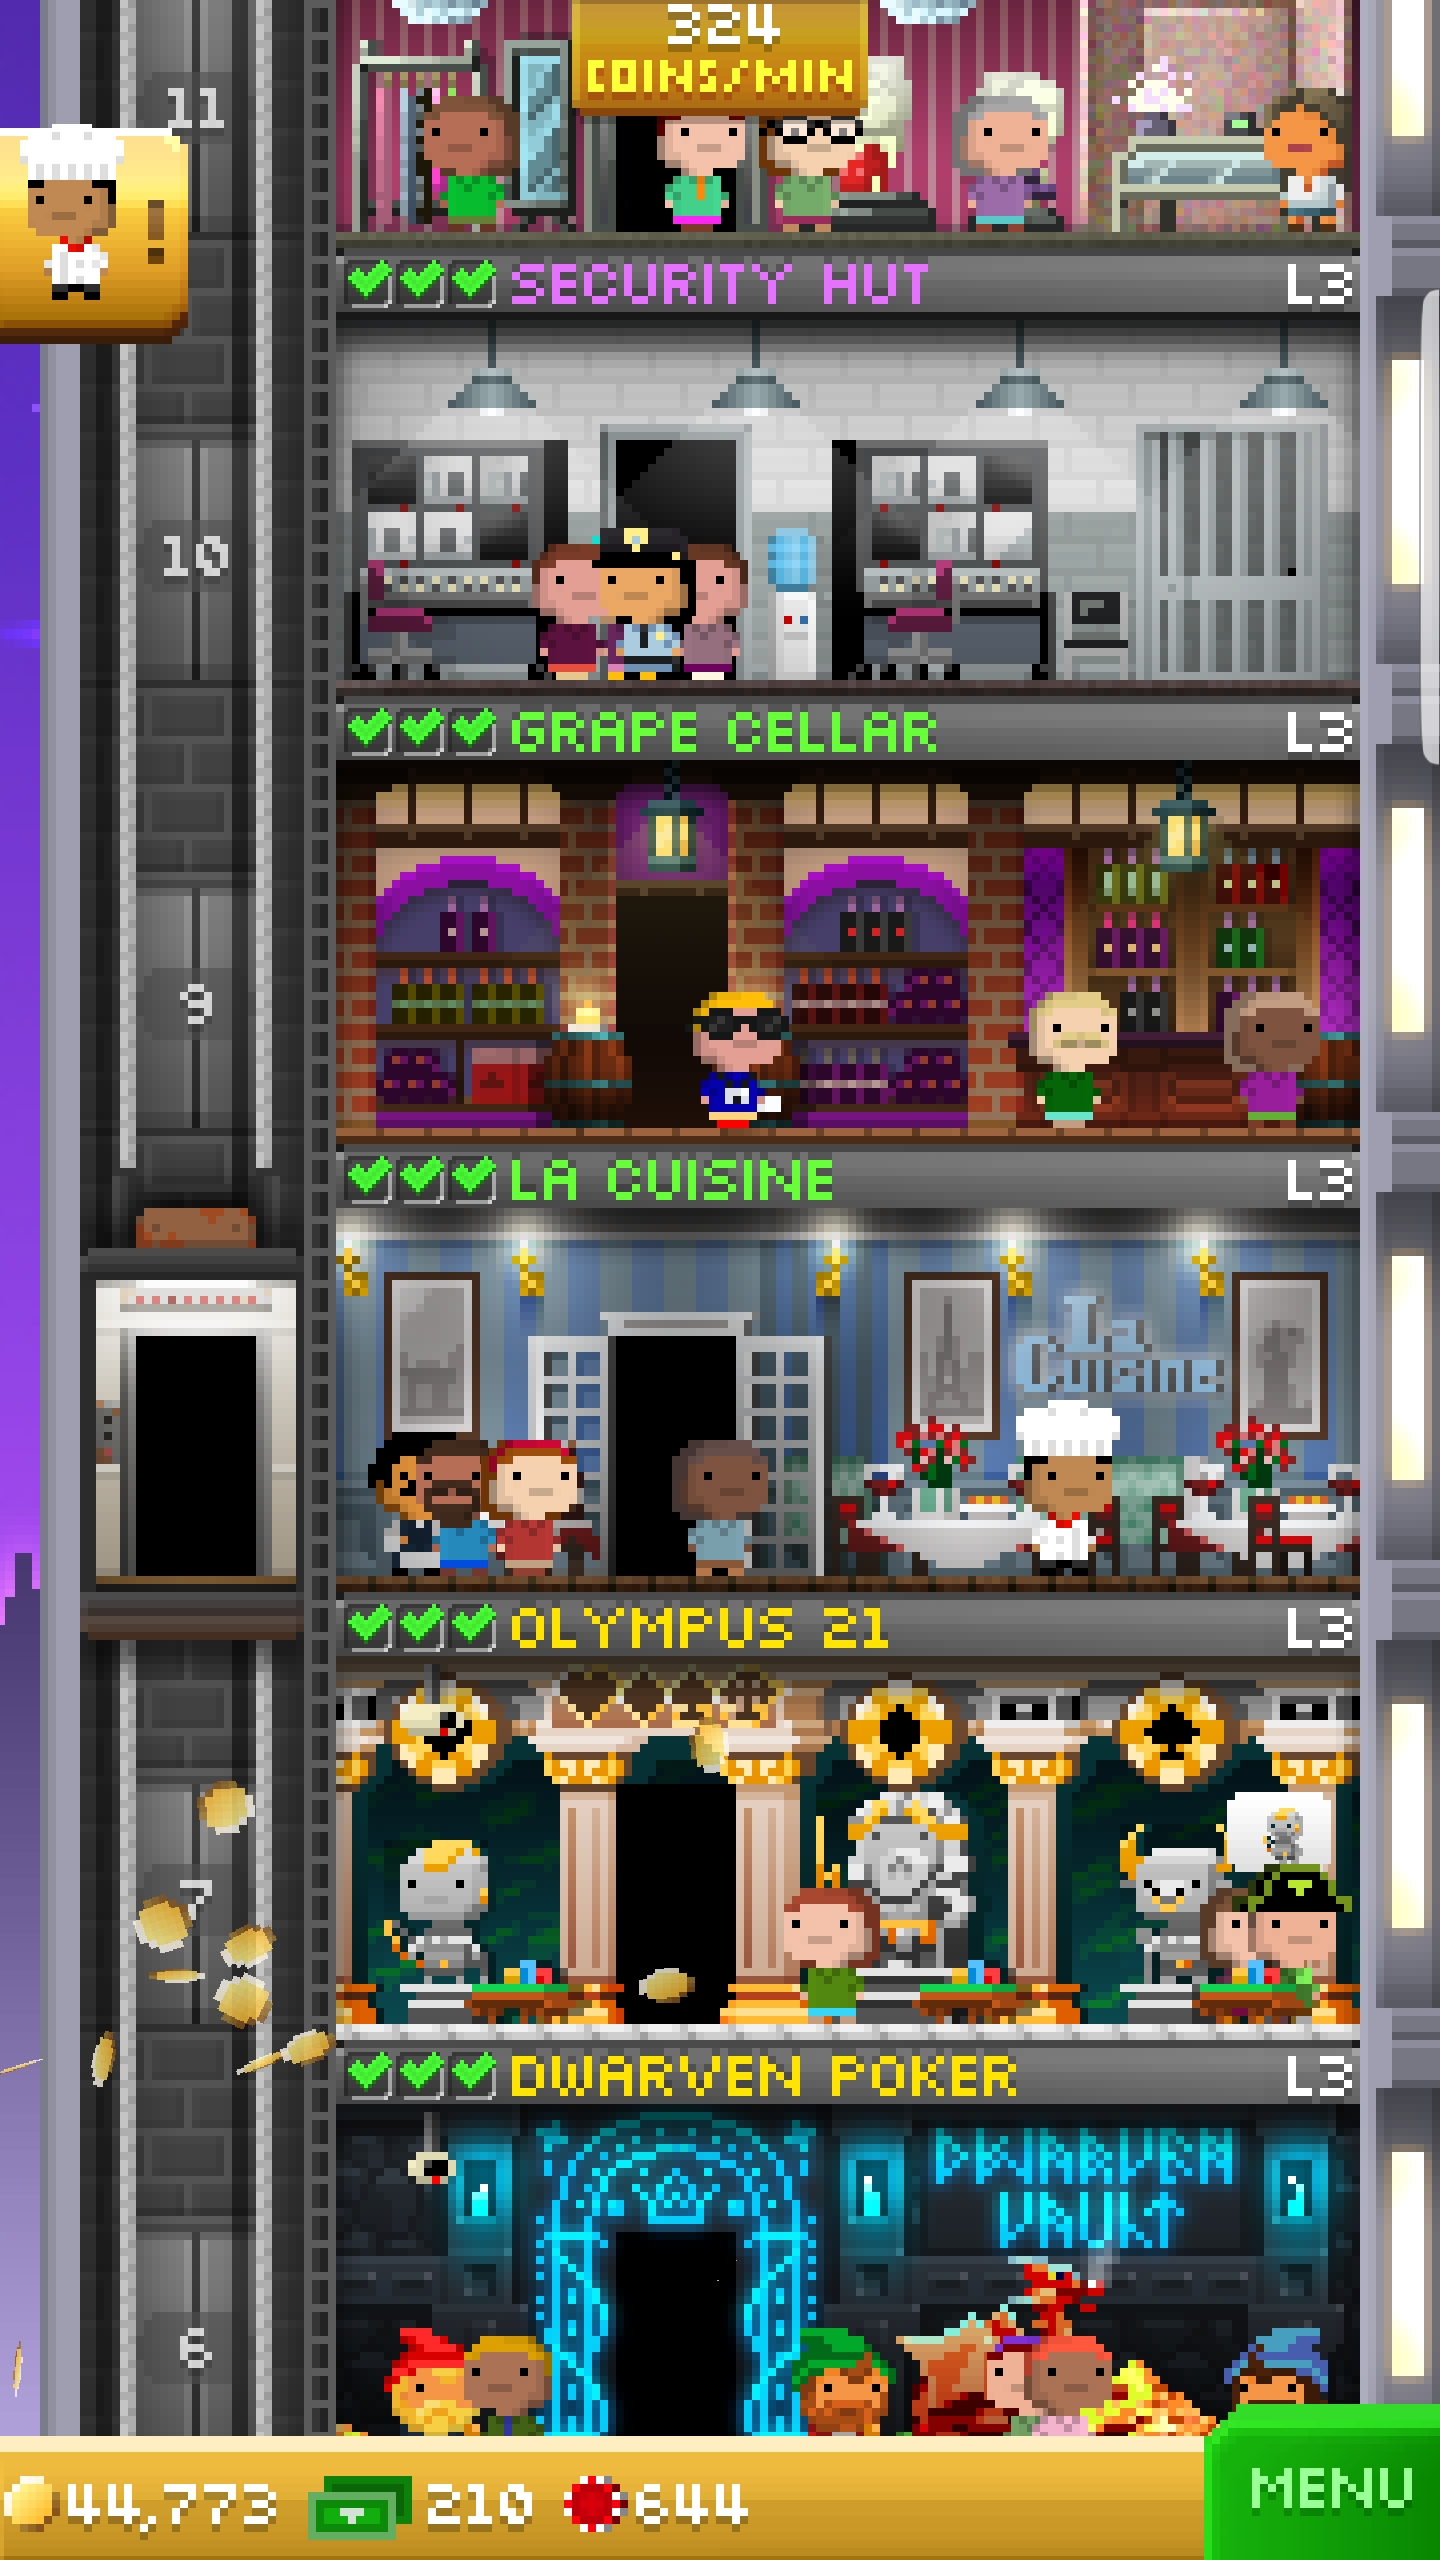 324
COINS/MIN
11
!
SECURITY HUT L3
10
GRAPE CELLAR L3
9
LA CUISINE L3
La
Cuisine
OLYMPUS 21 L3
7
DWARVEN POKER L3
DWARVEN
VAULT
6
44,773 210 644
MENU